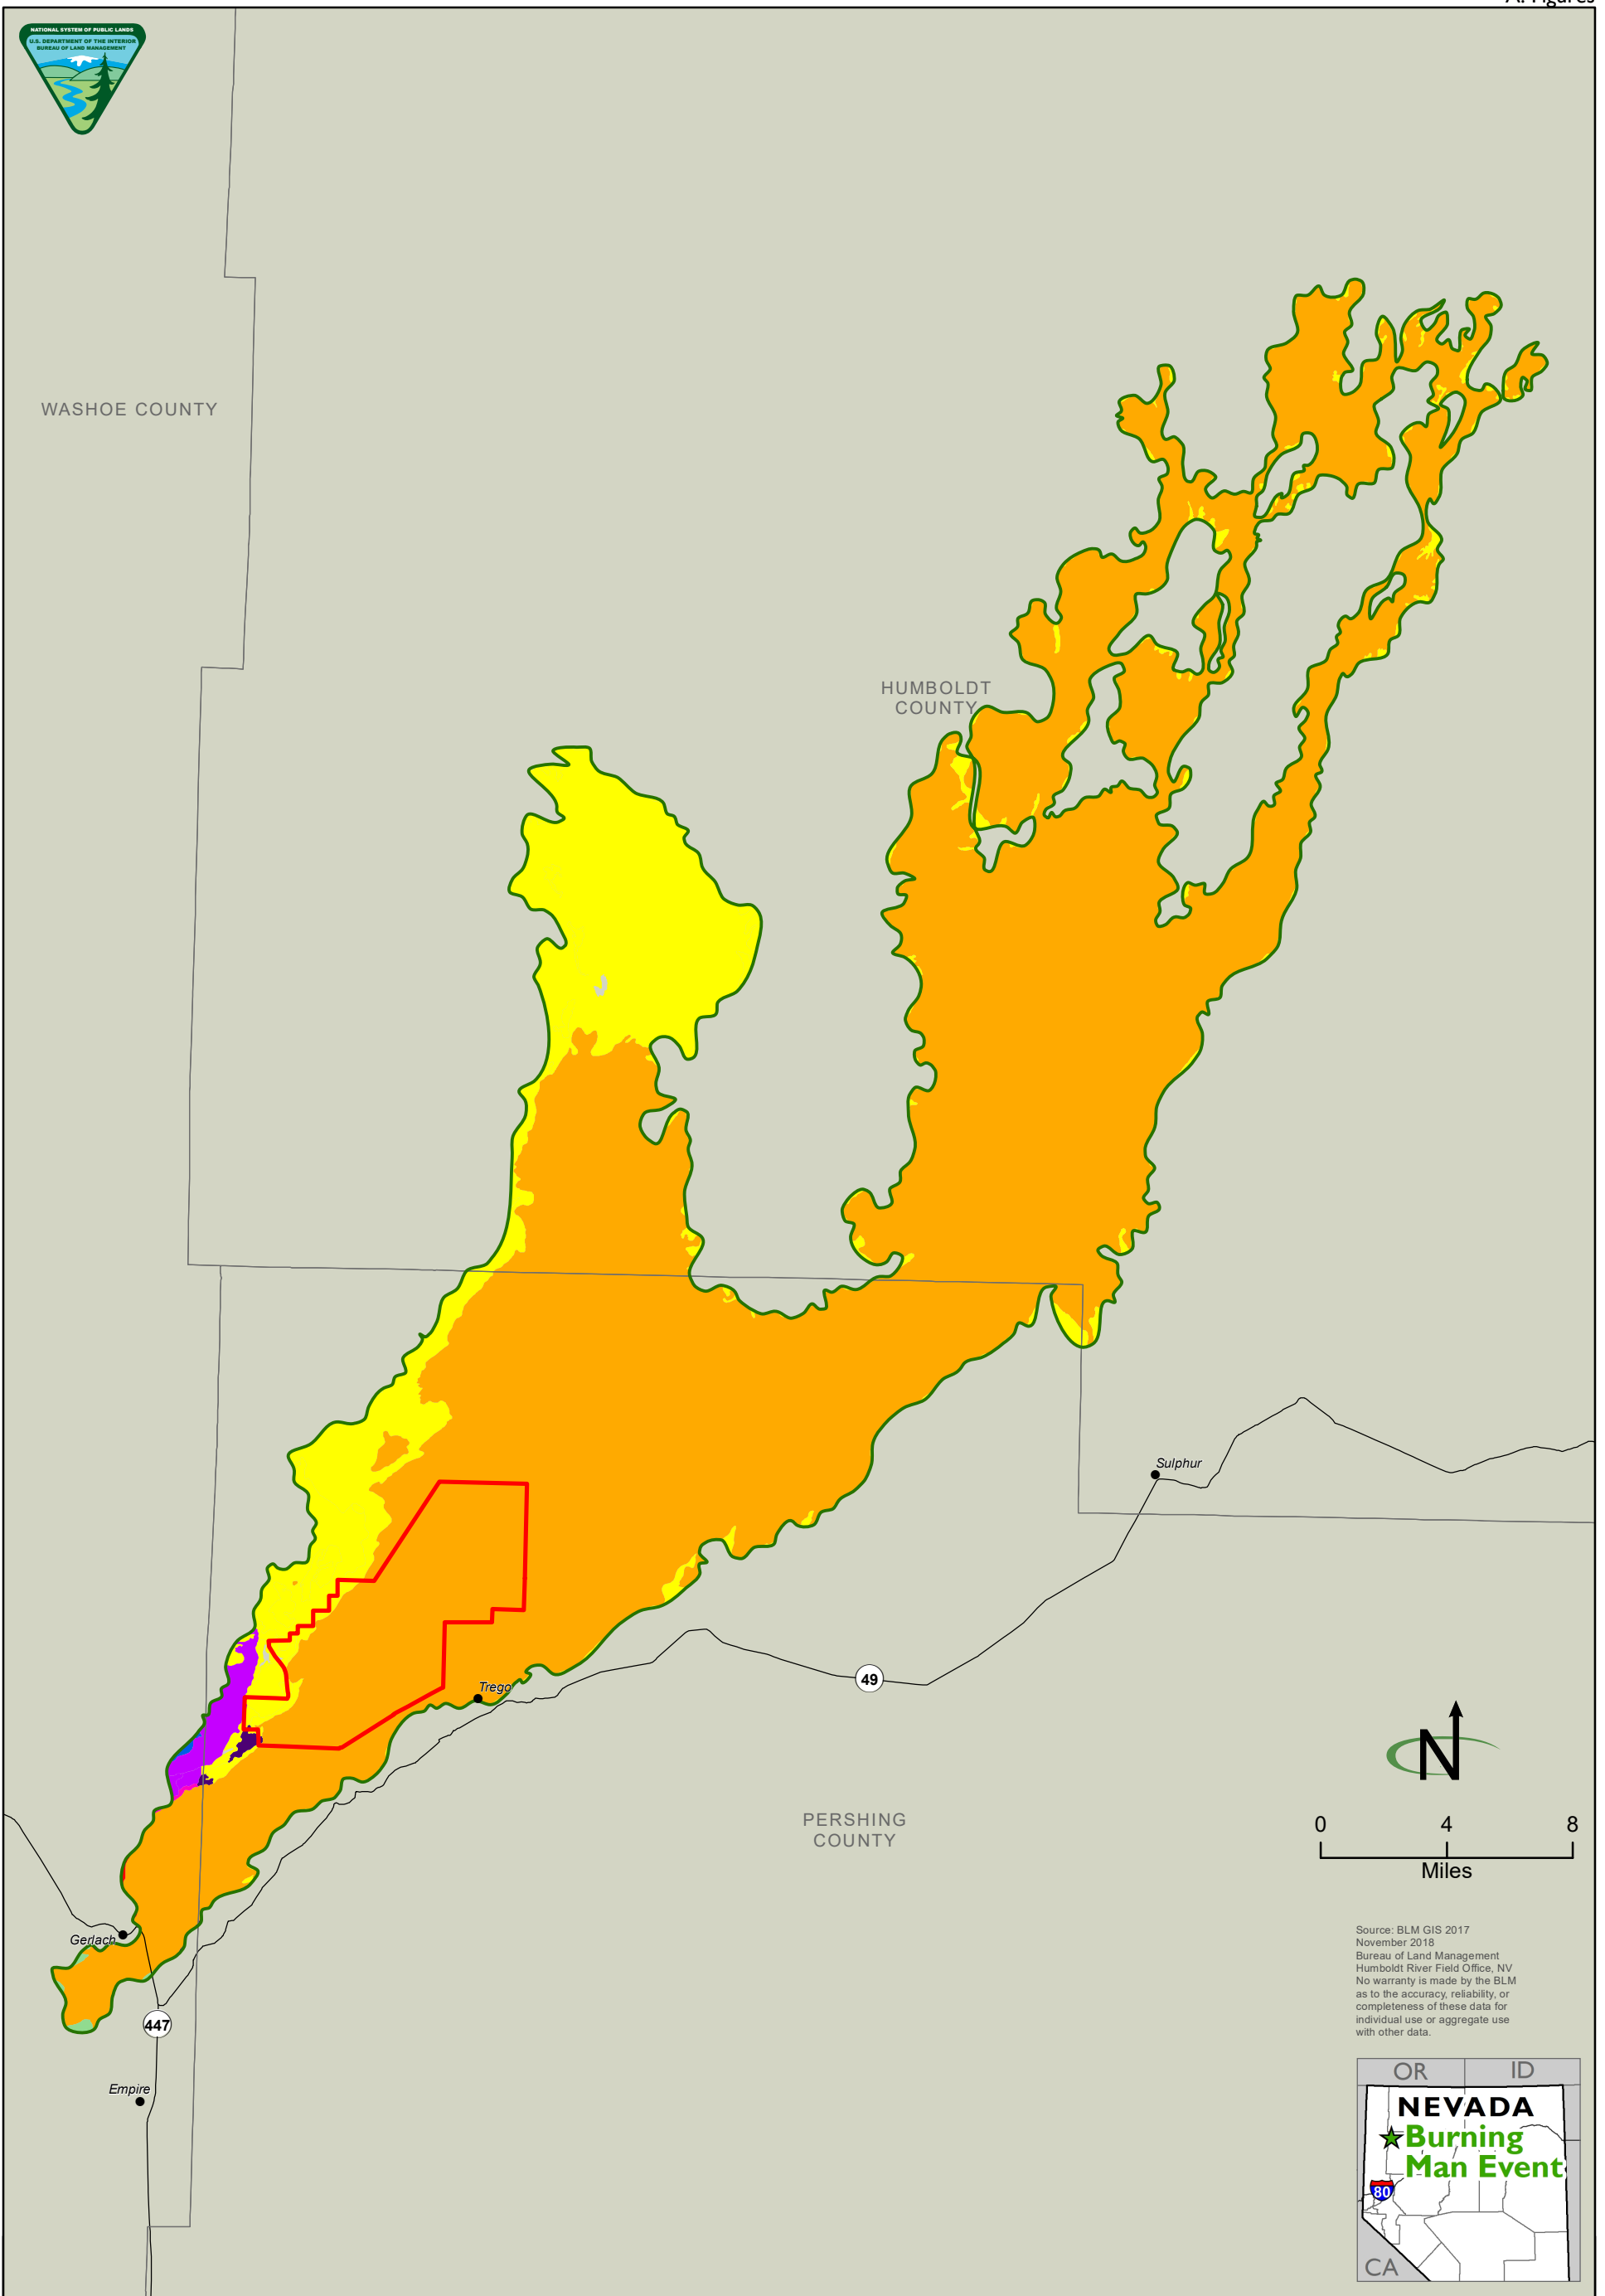 NATIONAL SYSTEM OF PUBLIC LANDS
U.S. DEPARTMENT OF THE INTERIOR
BUREAU OF LAND MANAGEMENT
WASHOE COUNTY
HUMBOLDT
COUNTY
Sulphur
Trego
49
N
PERSHING
COUNTY
0 4 8
Miles
Gerlach
447
Empire
Source: BLM GIS 2017
November 2018
Bureau of Land Management
Humboldt River Field Office, NV
No warranty is made by the BLM
as to the accuracy, reliability, or
completeness of these data for
individual use or aggregate use
with other data.
OR ID
NEVADA
Burning
Man Event
80
CA